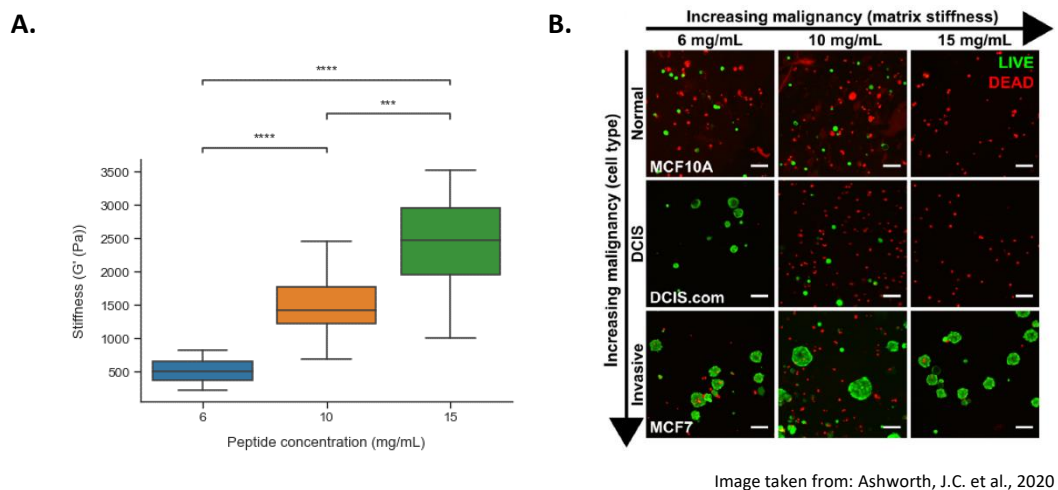 A.
****
***
****
3500
3000
2500
2000
1500
1000
500
Stiffness (G' (Pa))
6 10 15
Peptide concentration (mg/mL)
B.
Increasing malignancy (matrix stiffness)
6 mg/mL 10 mg/mL 15 mg/mL
Increasing malignancy (cell type)
Normal
LIVE
DEAD
MCF10A
DCIS
DCIS.com
Invasive
MCF7
Image taken from: Ashworth, J.C. et al., 2020